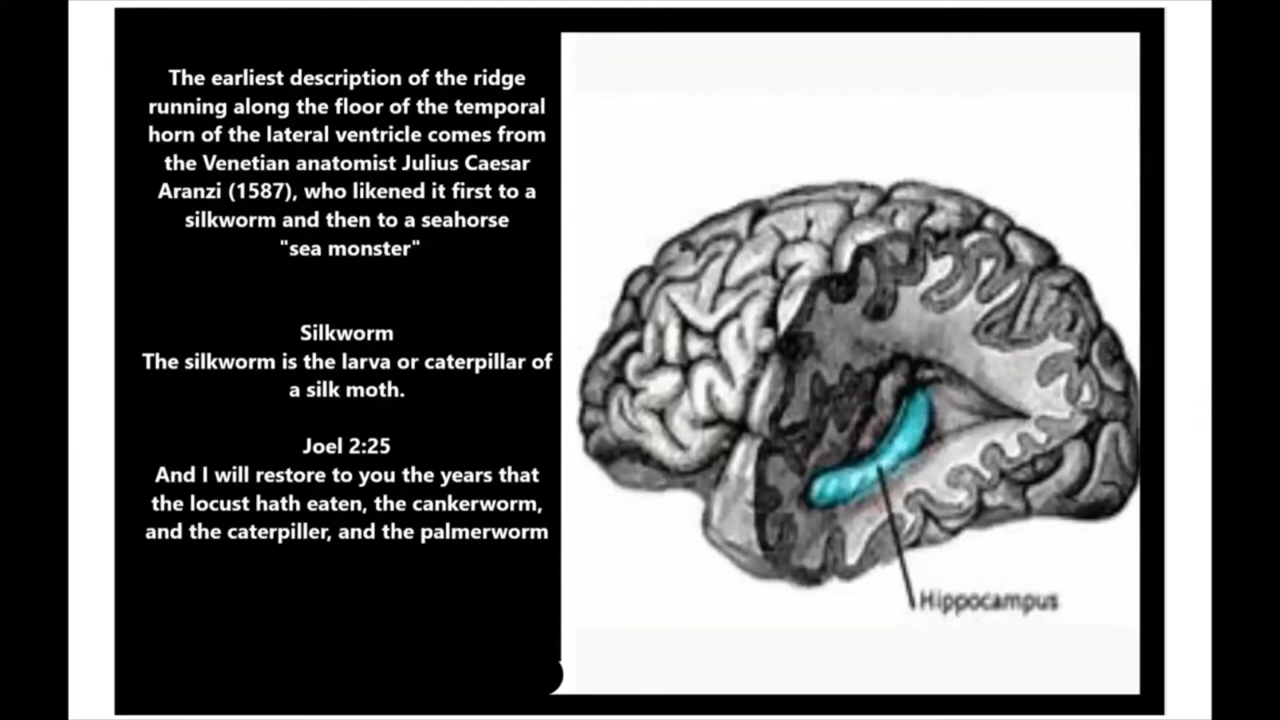 The earliest description of the ridge
running along the floor of the temporal
horn of the lateral ventricle comes from
the Venetian anatomist Julius Caesar
Aranzi (1587), who likened it first to a
silkworm and then to a seahorse
"sea monster"
Silkworm
The silkworm is the larva or caterpillar of
a silk moth.
Joel 2:25
And I will restore to you the years that
the locust hath eaten, the cankerworm,
and the caterpiller, and the palmerworm
Hippocampus